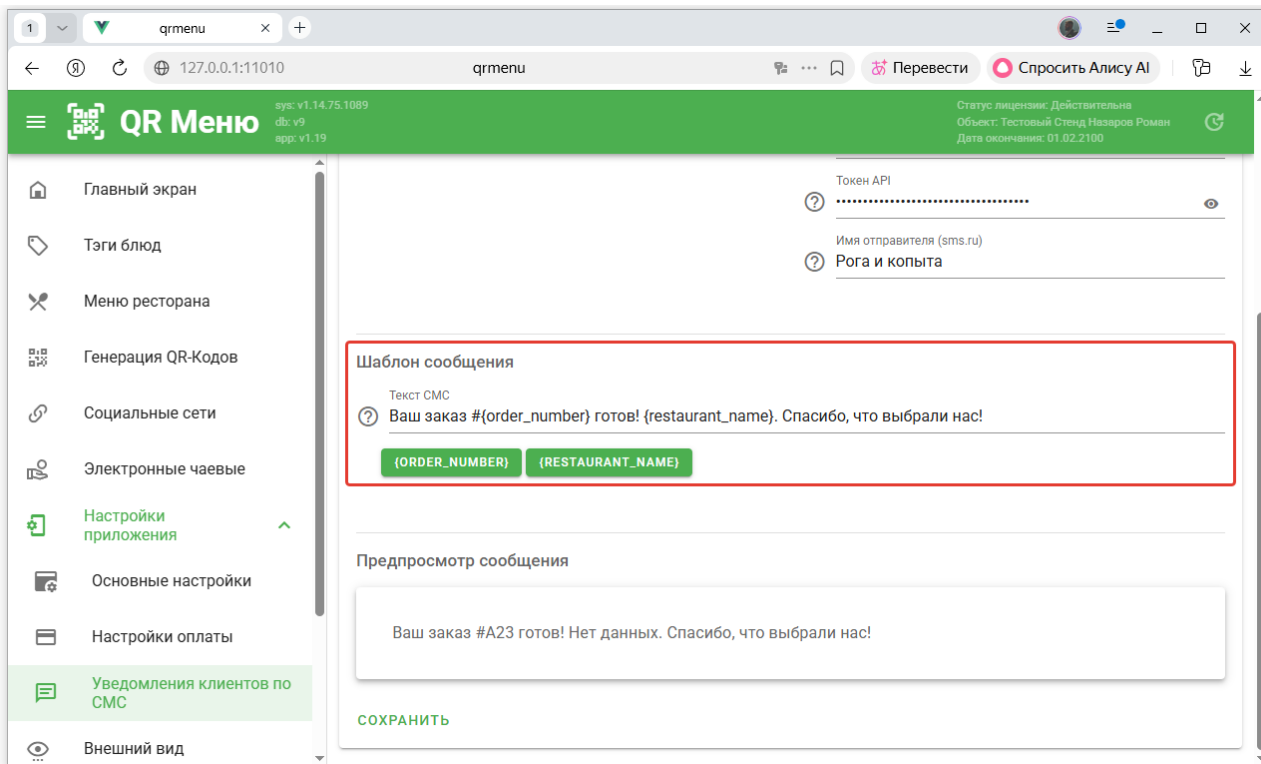 1
qrmenu
127.0.0.1:11010
qrmenu
Перевести
Спросить Алису AI
QR Меню
sys: v1.14.75.1089
db: v9
app: v1.19
Статус лицензии: Действительна
Объект: Тестовый Стенд Назаров Роман
Дата окончания: 01.02.2100
Главный экран
Тэги блюд
Меню ресторана
Генерация QR-Кодов
Социальные сети
Электронные чаевые
Настройки
приложения
Основные настройки
Настройки оплаты
Уведомления клиентов по
СМС
Внешний вид
Токен API
••••••••••••••••••••••••••••••••••••
Имя отправителя (sms.ru)
Рога и копыта
Шаблон сообщения
Текст СМС
Ваш заказ #{order_number} готов! {restaurant_name}. Спасибо, что выбрали нас!
{ORDER_NUMBER} {RESTAURANT_NAME}
Предпросмотр сообщения
Ваш заказ #A23 готов! Нет данных. Спасибо, что выбрали нас!
СОХРАНИТЬ